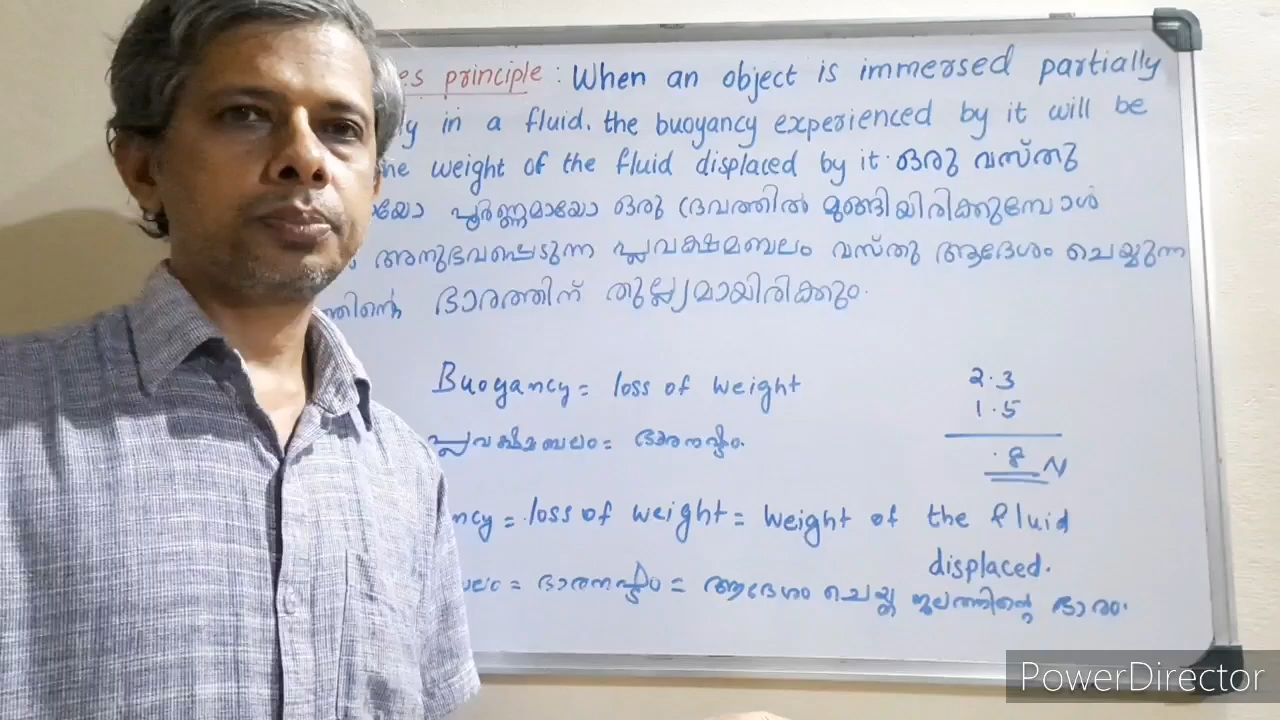 es principle : When an object is immersed partially
ly in a fluid. the buoyancy experienced by it will be
he weight of the fluid displaced by it. ഒരു വസ്തു
യോ പൂർണ്ണമായോ ഒരു ദ്രവത്തിൽ മുങ്ങിയിരിക്കുമ്പോൾ
അനുഭവപ്പെടുന്ന പ്ലവക്ഷമബലം വസ്തു ആദേശം ചെയ്യുന്ന
ത്തിന്റെ ഭാരത്തിന് തുല്ല്യമായിരിക്കും.
Buoyancy = loss of weight
പ്ലവക്ഷമബലം = ഭാരനഷ്ടം.
2.3
1.5
.8 N
ncy = loss of weight = weight of the fluid
displaced.
ബലം = ഭാരനഷ്ടം = ആദേശം ചെയ്ത ജലത്തിന്റെ ഭാരം.
PowerDirector